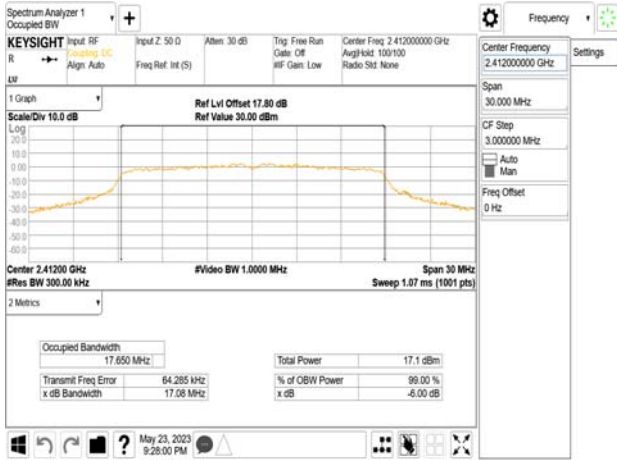 Spectrum Analyzer 1
Occupied BW
KEYSIGHT
R
LXI
Input: RF
Coupling: DC
Align: Auto
Input Z: 50 Ω
Freq Ref: Int (S)
Atten: 30 dB
Trig: Free Run
Gate: Off
#IF Gain: Low
Center Freq: 2.412000000 GHz
Avg|Hold: 100/100
Radio Std: None
1 Graph
Scale/Div 10.0 dB
Ref Lvl Offset 17.80 dB
Ref Value 30.00 dBm
Log
20.0
10.0
0.00
-10.0
-20.0
-30.0
-40.0
-50.0
-60.0
Center 2.41200 GHz
#Res BW 300.00 kHz
#Video BW 1.0000 MHz
Span 30 MHz
Sweep 1.07 ms (1001 pts)
2 Metrics
Occupied Bandwidth
17.650 MHz
Total Power 17.1 dBm
Transmit Freq Error 64.285 kHz
% of OBW Power 99.00 %
x dB Bandwidth 17.08 MHz
x dB -6.00 dB
?
May 23, 2023
9:28:00 PM
Frequency
Settings
Center Frequency
2.412000000 GHz
Span
30.000 MHz
CF Step
3.000000 MHz
Auto
Man
Freq Offset
0 Hz